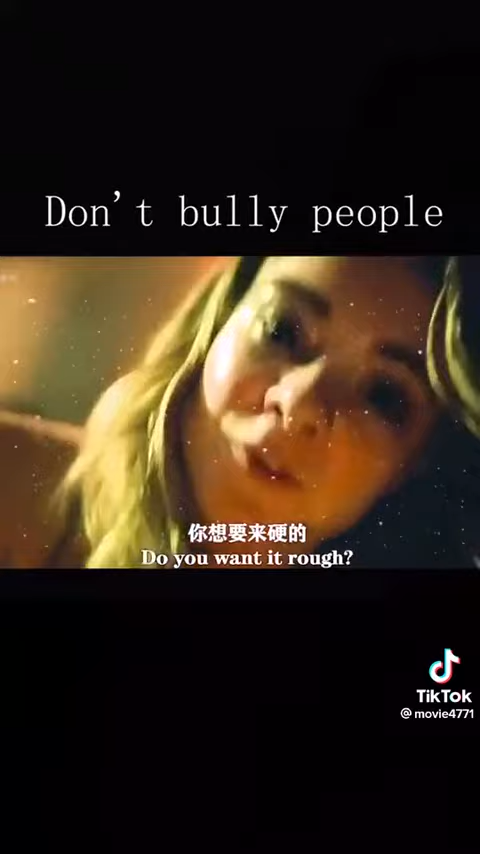 Don't bully people
你想要来硬的
Do you want it rough?
TikTok
@movie4771